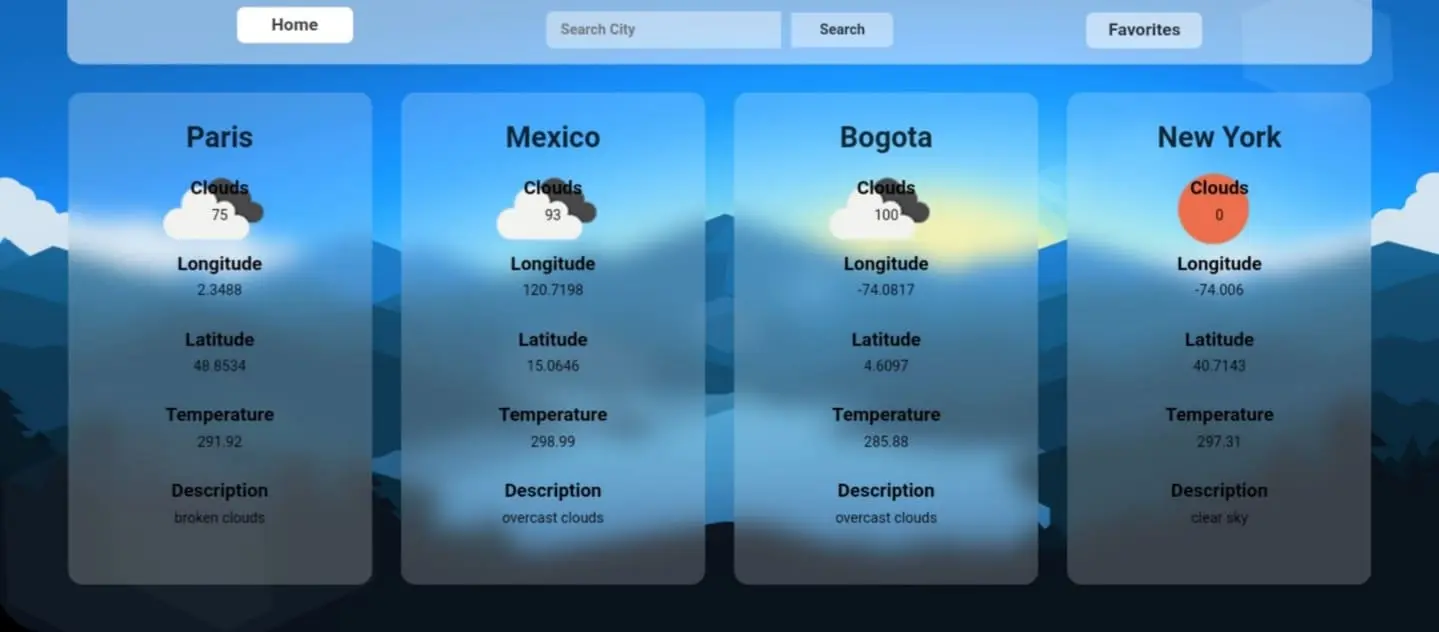 Home
Search City
Search
Favorites
Paris
Clouds
75
Longitude
2.3488
Latitude
48.8534
Temperature
291.92
Description
broken clouds
Mexico
Clouds
93
Longitude
120.7198
Latitude
15.0646
Temperature
298.99
Description
overcast clouds
Bogota
Clouds
100
Longitude
-74.0817
Latitude
4.6097
Temperature
285.88
Description
overcast clouds
New York
Clouds
0
Longitude
-74.006
Latitude
40.7143
Temperature
297.31
Description
clear sky